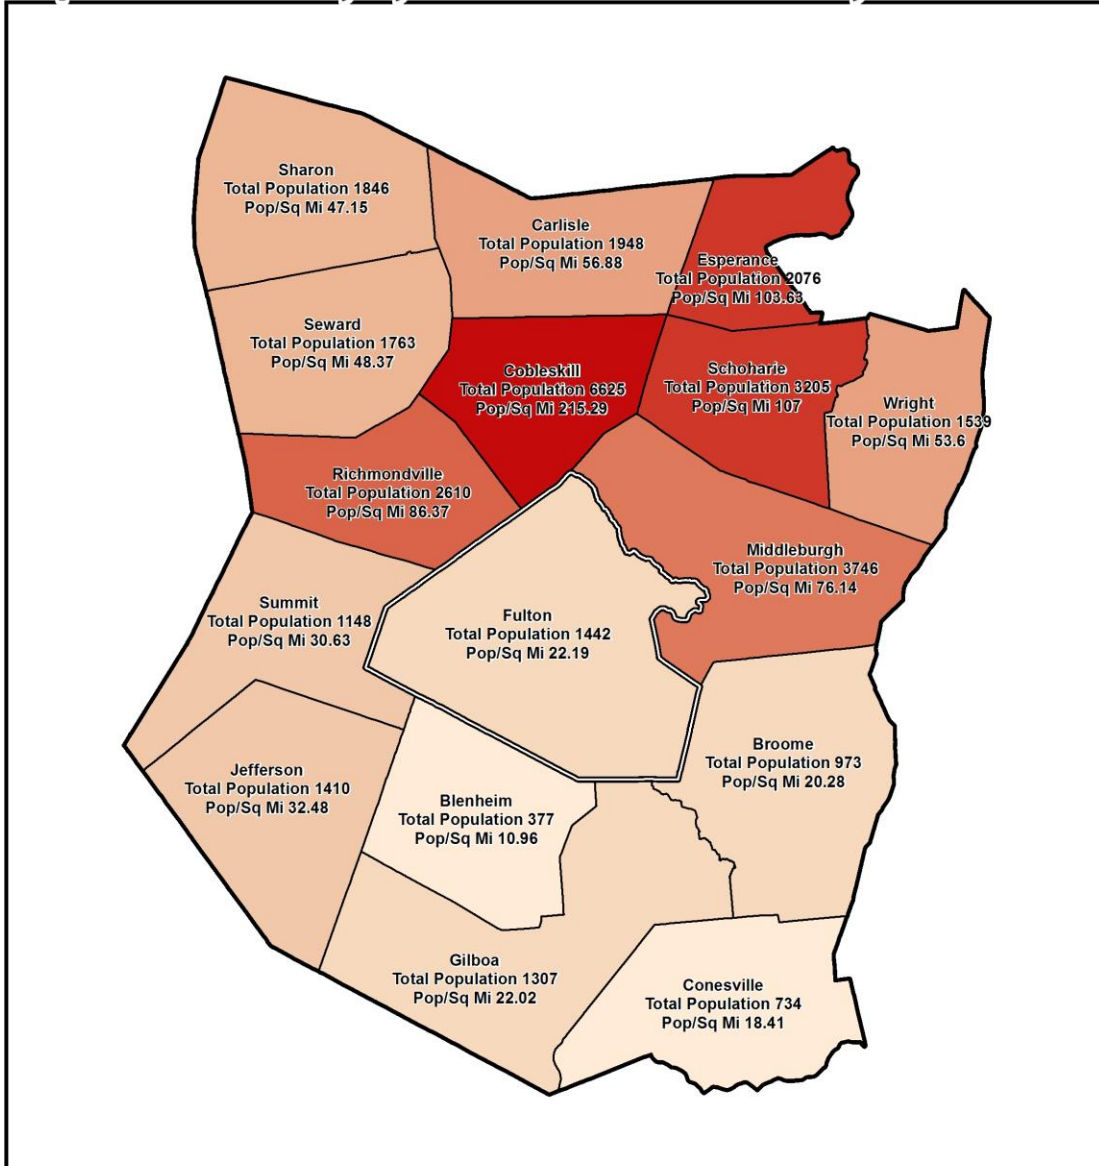 Sharon
Total Population 1846
Pop/Sq Mi 47.15
Carlisle
Total Population 1948
Pop/Sq Mi 56.88
Esperance
Total Population 2076
Pop/Sq Mi 103.63
Seward
Total Population 1763
Pop/Sq Mi 48.37
Cobleskill
Total Population 6625
Pop/Sq Mi 215.29
Schoharie
Total Population 3205
Pop/Sq Mi 107
Wright
Total Population 1539
Pop/Sq Mi 53.6
Richmondville
Total Population 2610
Pop/Sq Mi 86.37
Middleburgh
Total Population 3746
Pop/Sq Mi 76.14
Summit
Total Population 1148
Pop/Sq Mi 30.63
Fulton
Total Population 1442
Pop/Sq Mi 22.19
Broome
Total Population 973
Pop/Sq Mi 20.28
Jefferson
Total Population 1410
Pop/Sq Mi 32.48
Blenheim
Total Population 377
Pop/Sq Mi 10.96
Gilboa
Total Population 1307
Pop/Sq Mi 22.02
Conesville
Total Population 734
Pop/Sq Mi 18.41